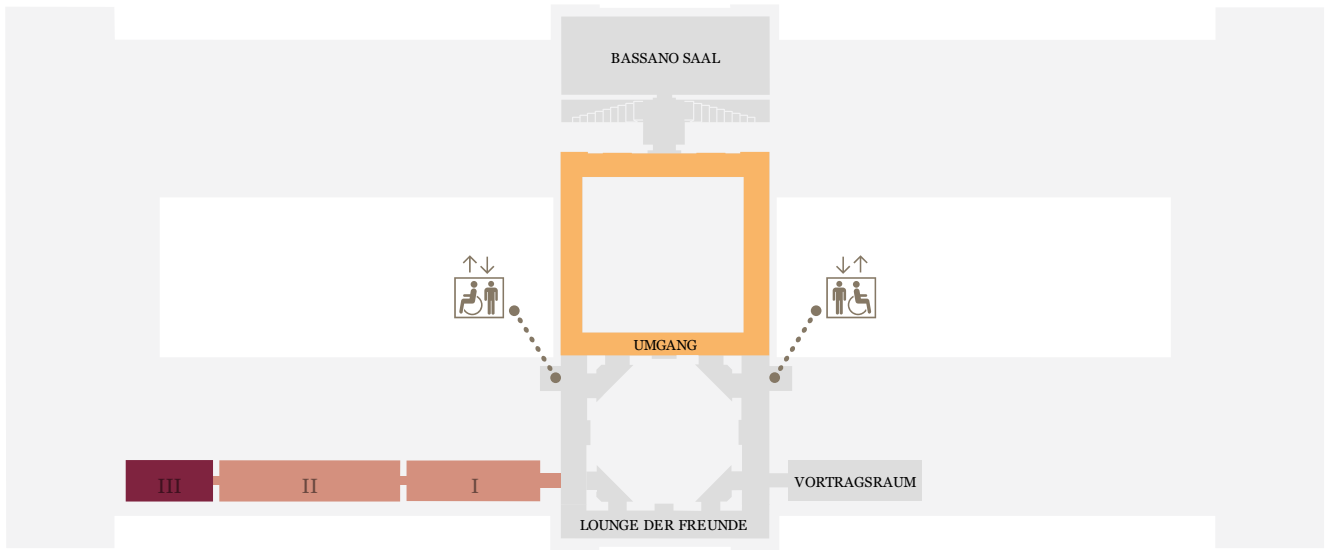 BASSANO SAAL
UMGANG
III
II
I
VORTRAGSRAUM
LOUNGE DER FREUNDE